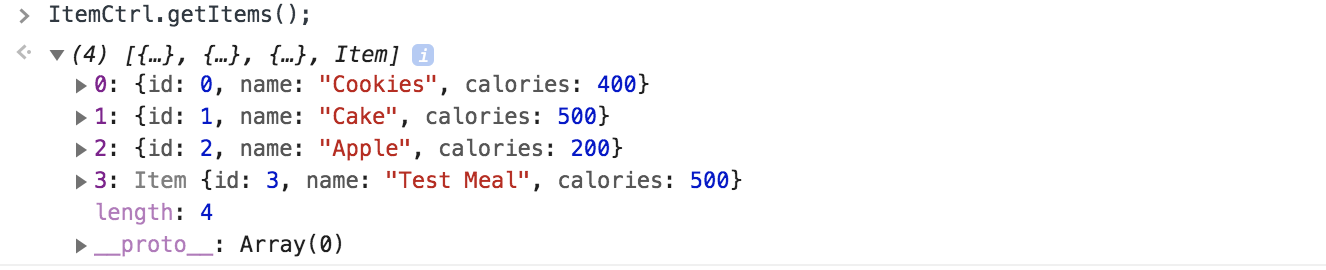 > ItemCtrl.getItems();
<· ▼ (4) [{…}, {…}, {…}, Item] i
▶ 0: {id: 0, name: "Cookies", calories: 400}
▶ 1: {id: 1, name: "Cake", calories: 500}
▶ 2: {id: 2, name: "Apple", calories: 200}
▶ 3: Item {id: 3, name: "Test Meal", calories: 500}
length: 4
▶ __proto__: Array(0)